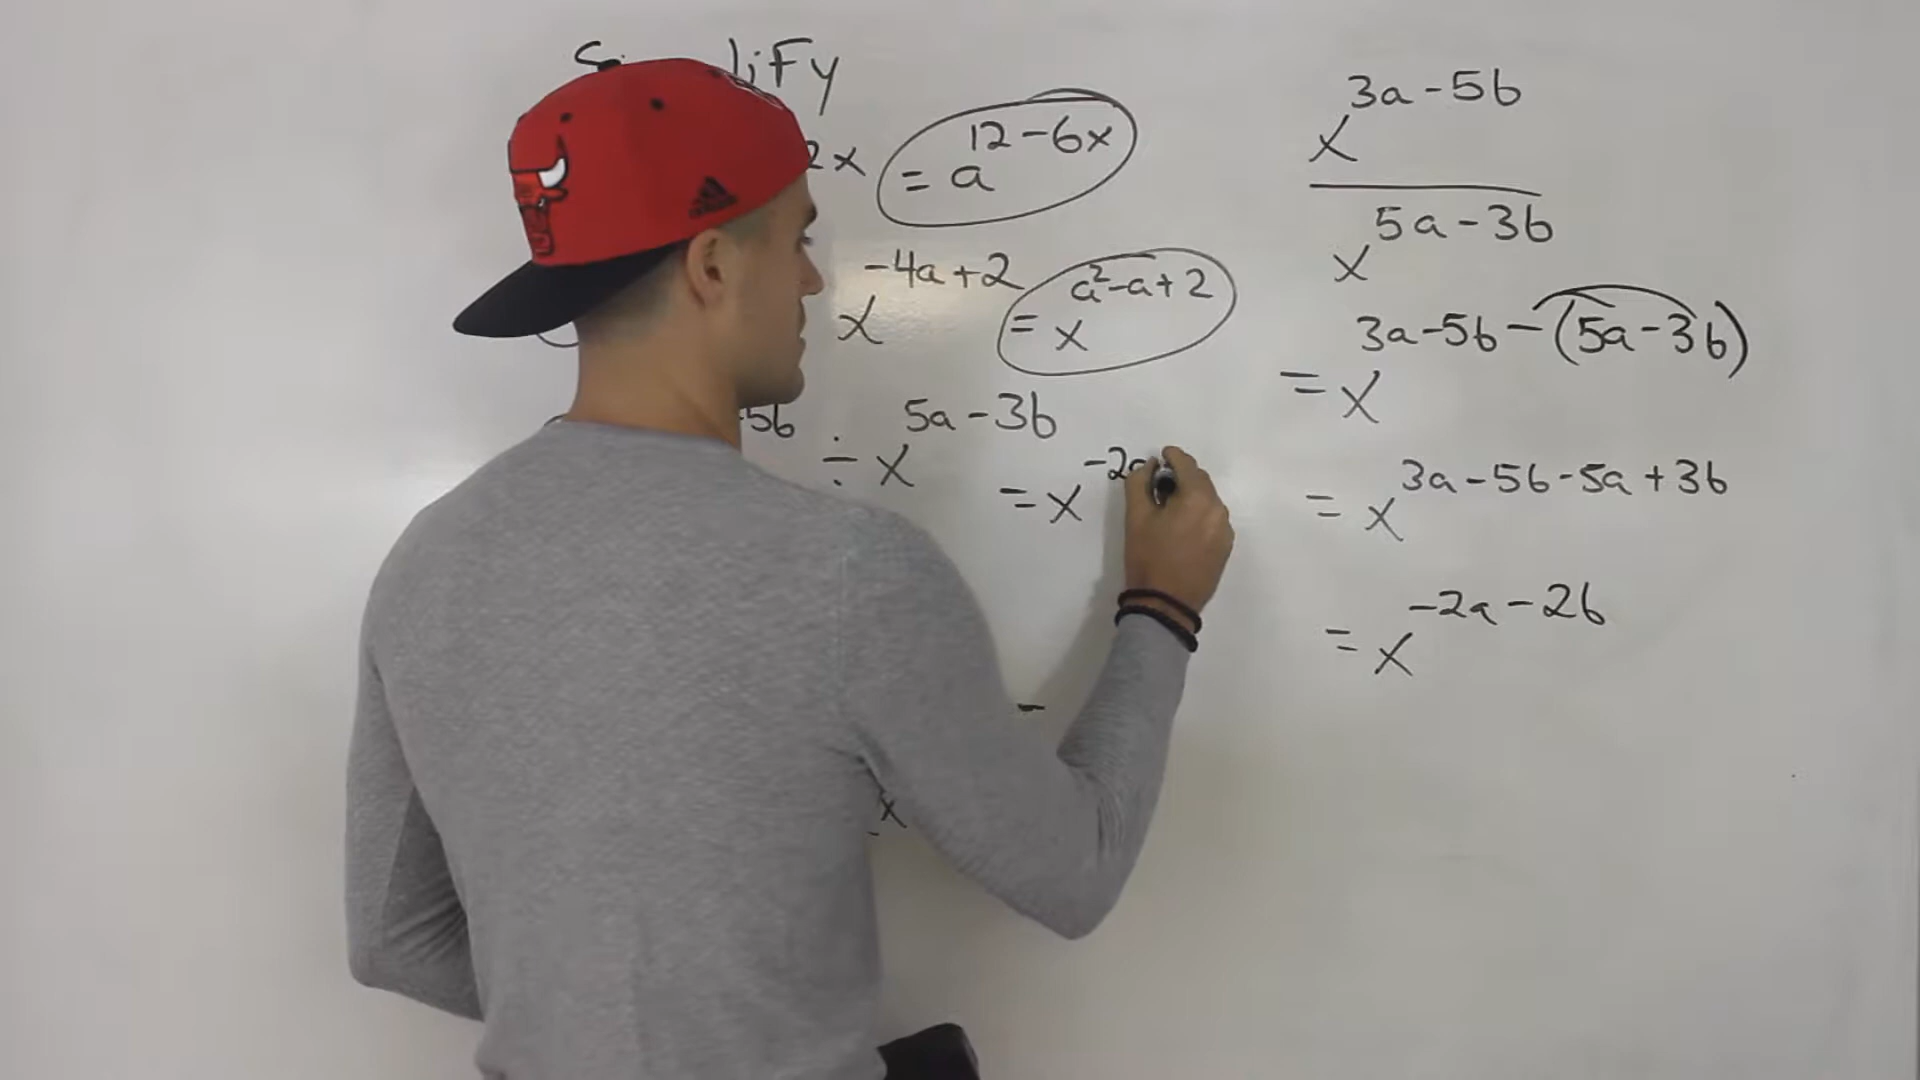 2x = a^12-6x
x^-4a+2 = x^a²-a+2
-5b ÷ x^5a-3b = x^-2a
x
x^3a-5b
x^5a-3b
= x^3a-5b-(5a-3b)
= x^3a-5b-5a+3b
= x^-2a-2b